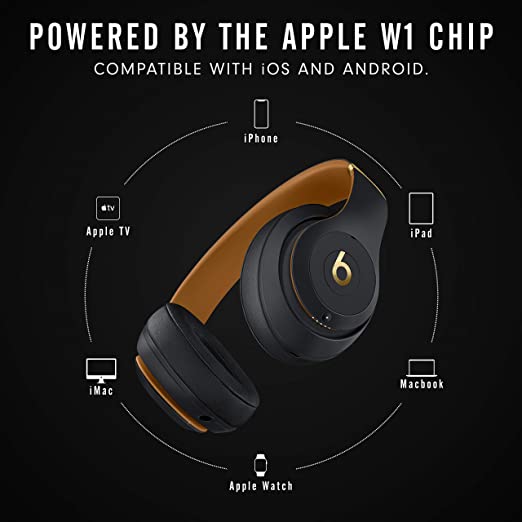 POWERED BY THE APPLE W1 CHIP
COMPATIBLE WITH iOS AND ANDROID.
iPhone
tv
Apple TV
iPad
iMac
Macbook
Apple Watch